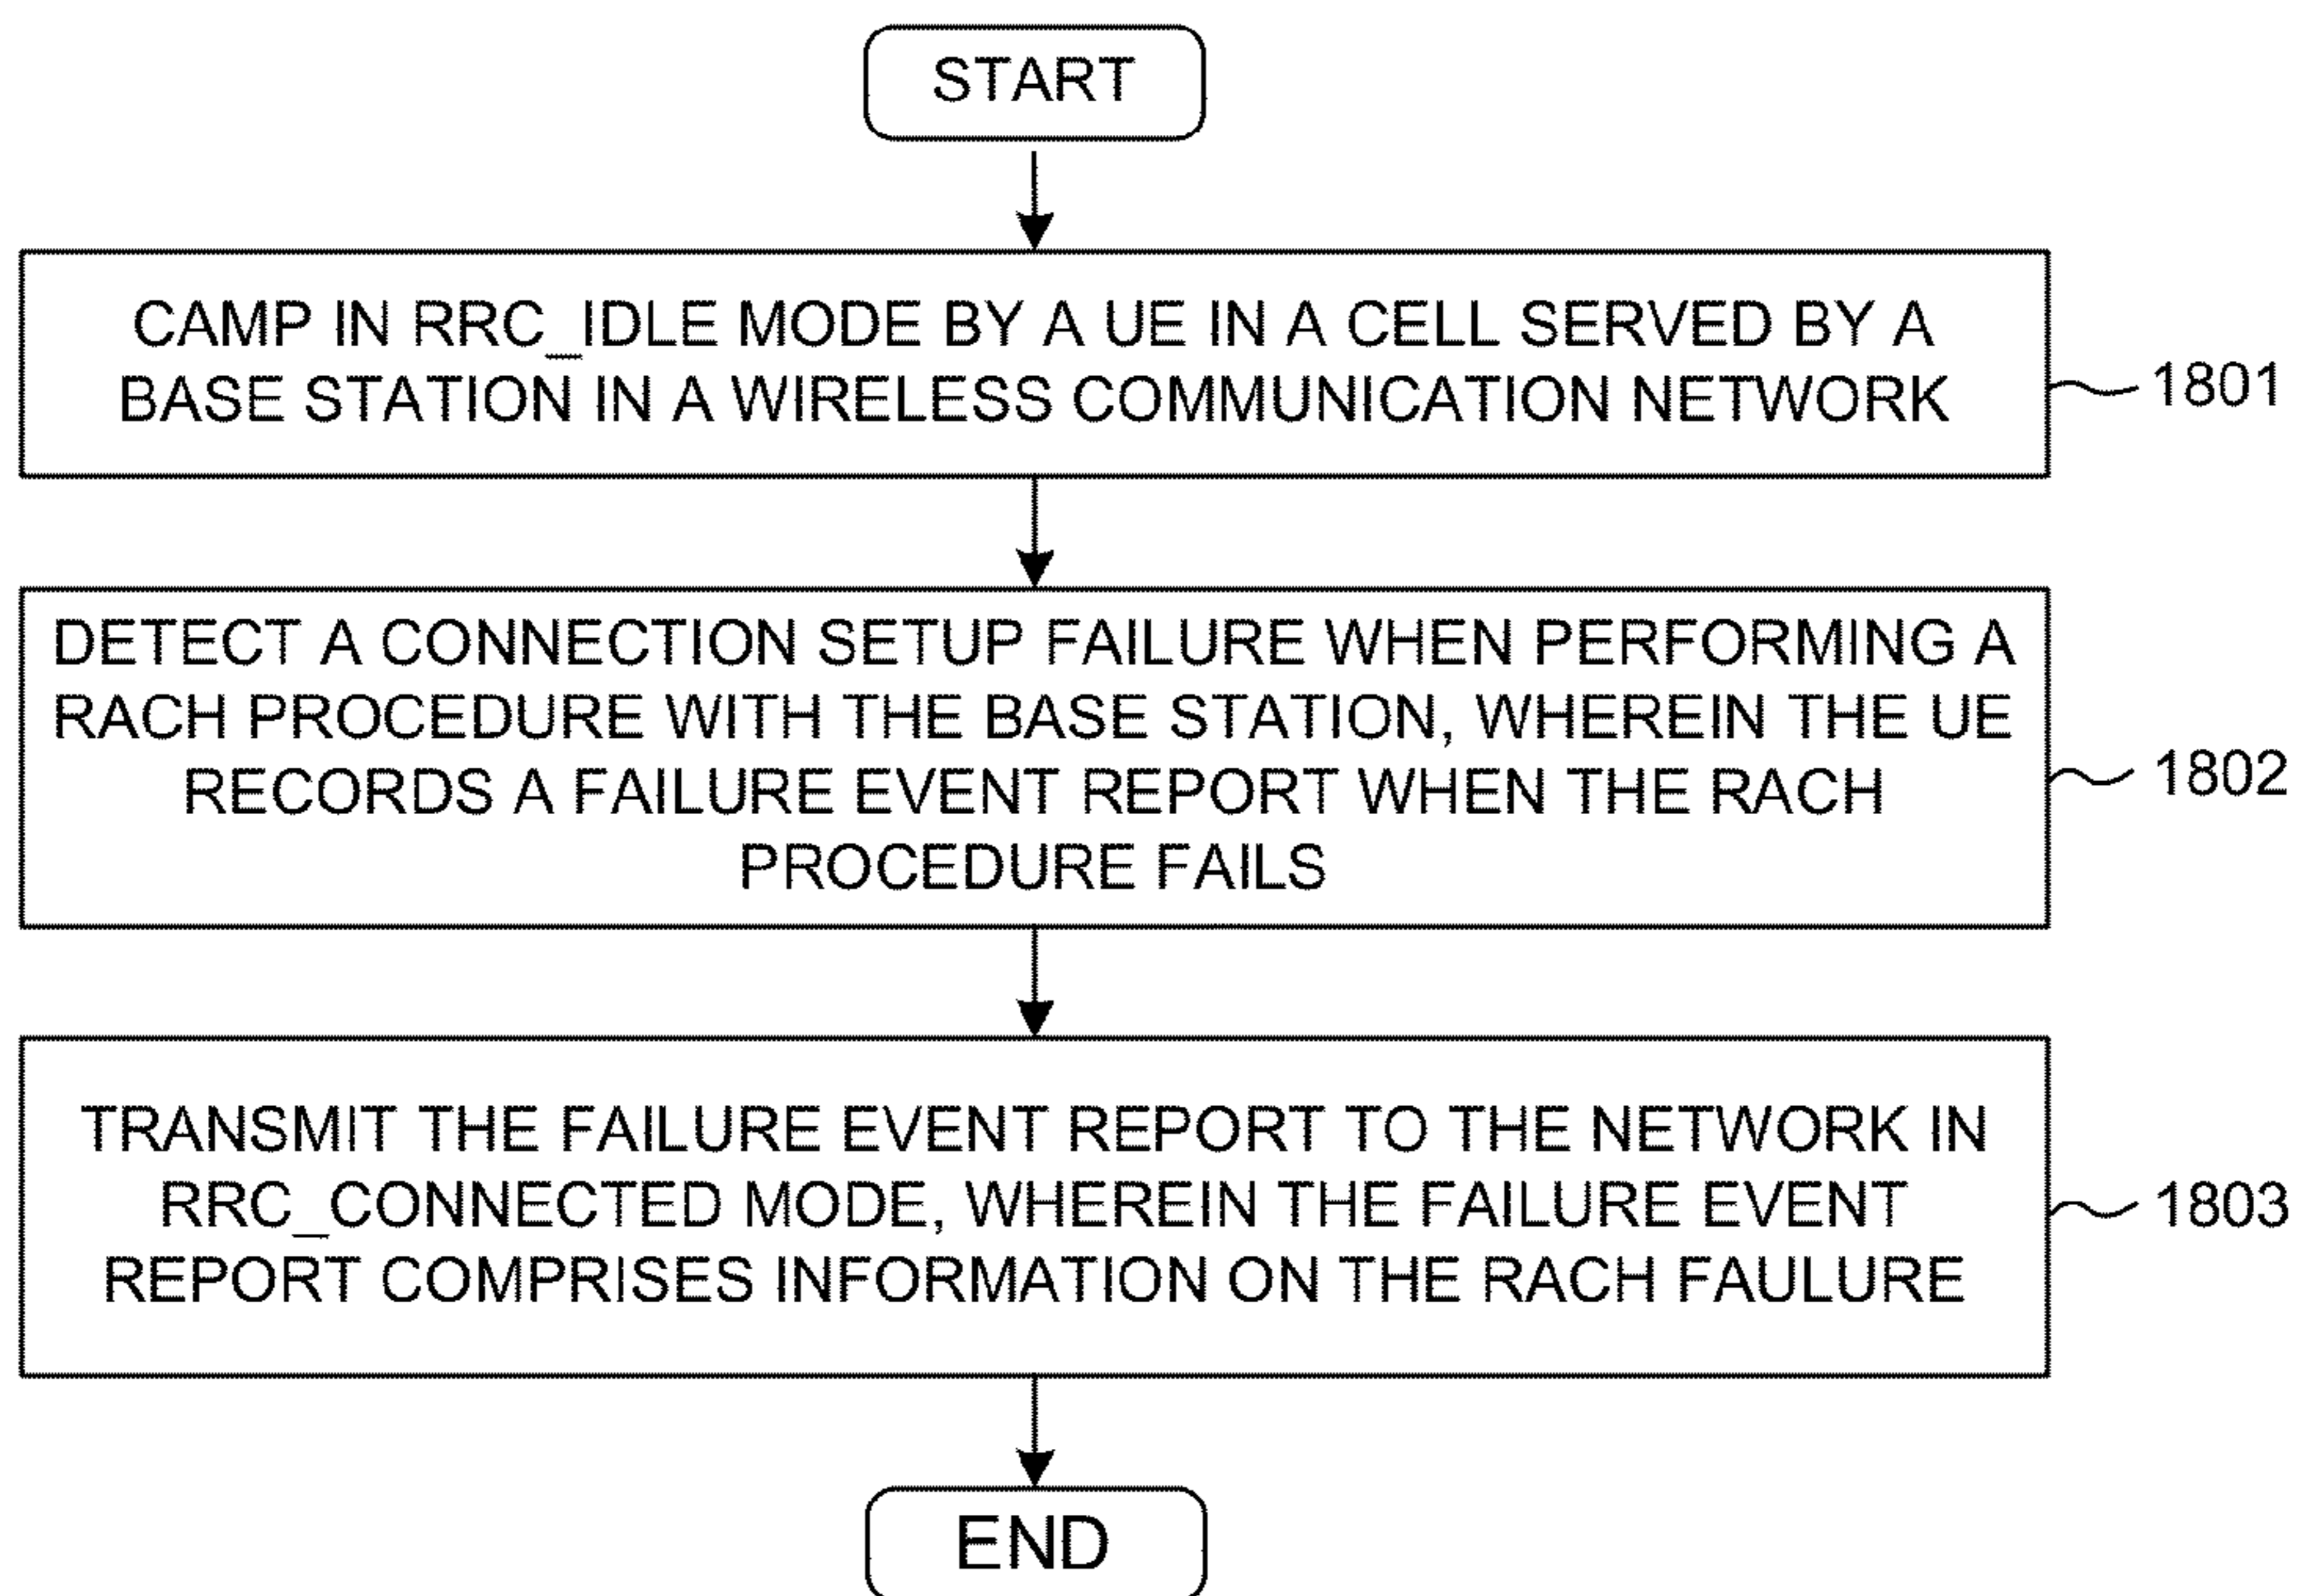 START
CAMP IN RRC_IDLE MODE BY A UE IN A CELL SERVED BY A
BASE STATION IN A WIRELESS COMMUNICATION NETWORK
1801
DETECT A CONNECTION SETUP FAILURE WHEN PERFORMING A
RACH PROCEDURE WITH THE BASE STATION, WHEREIN THE UE
RECORDS A FAILURE EVENT REPORT WHEN THE RACH
PROCEDURE FAILS
1802
TRANSMIT THE FAILURE EVENT REPORT TO THE NETWORK IN
RRC_CONNECTED MODE, WHEREIN THE FAILURE EVENT
REPORT COMPRISES INFORMATION ON THE RACH FAULURE
1803
END